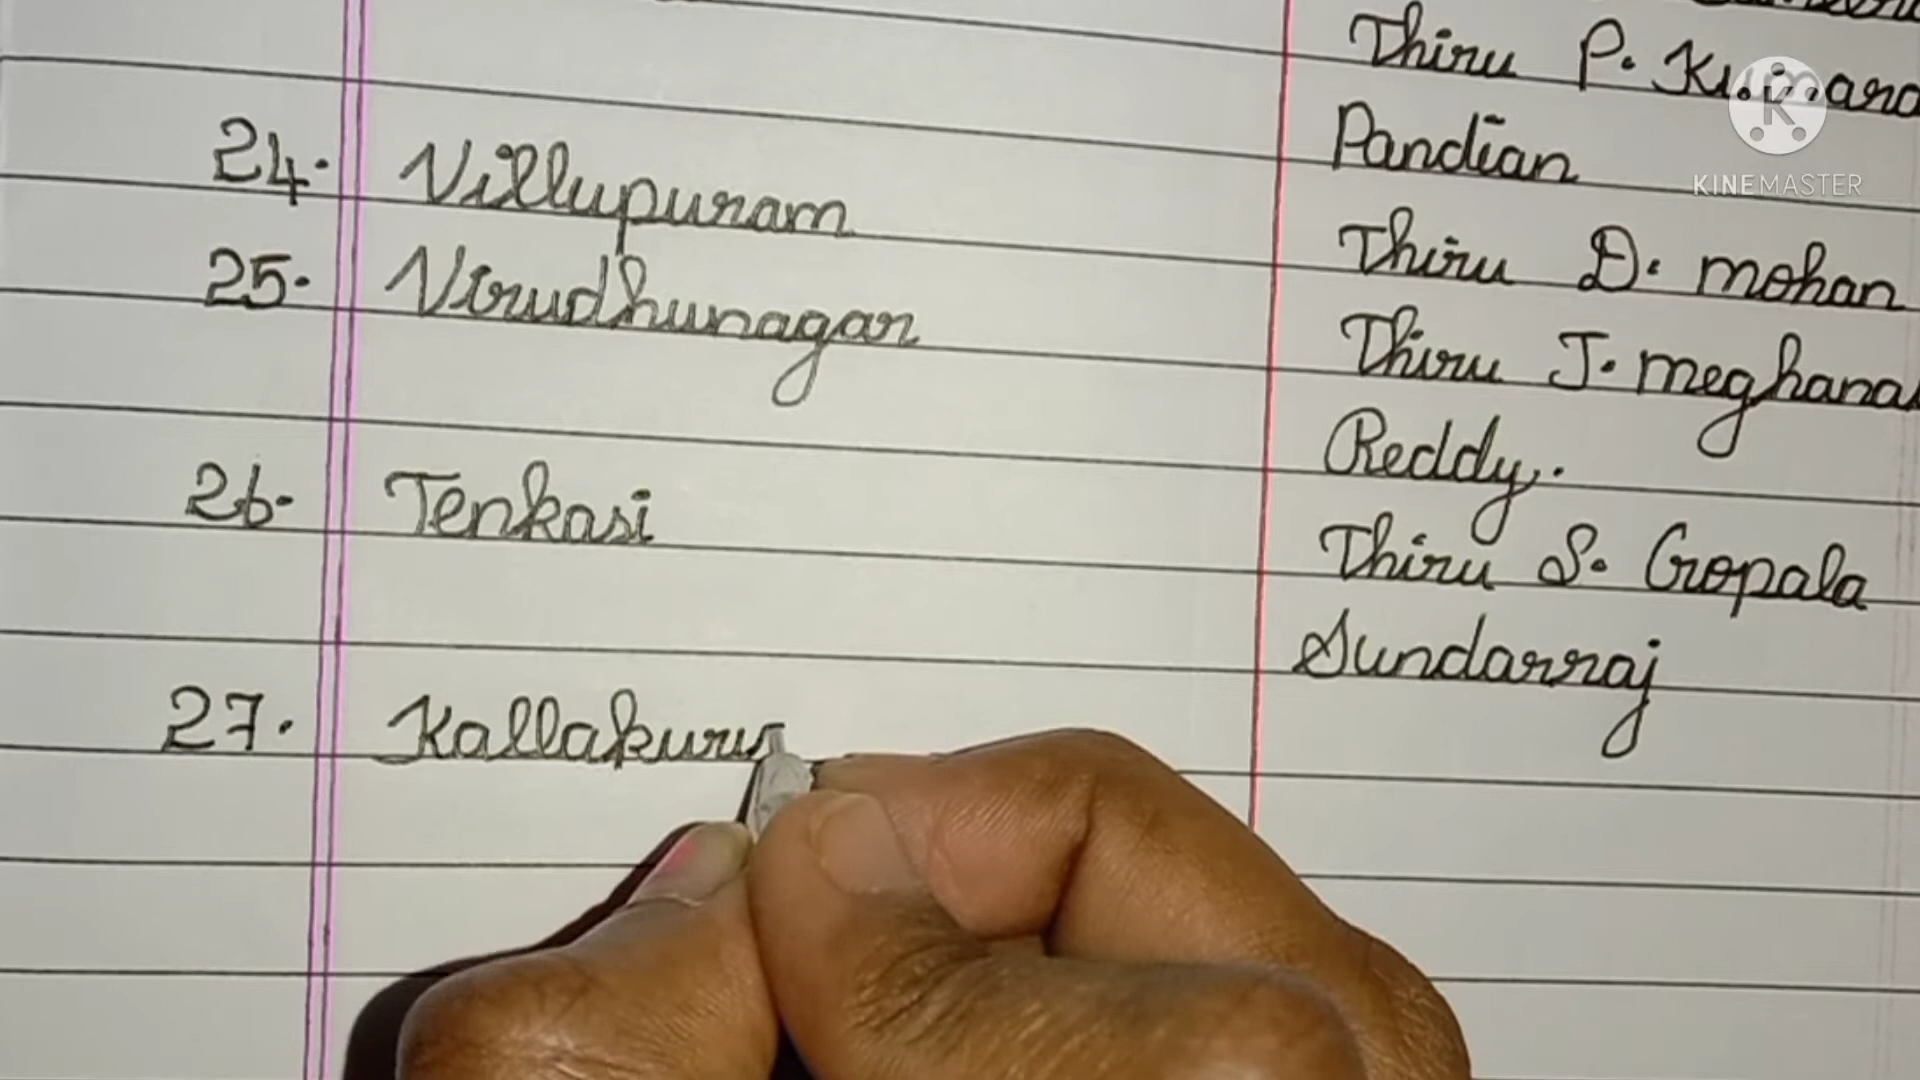 Thiru P.
Pandian
24. Villupuram Thiru D. Mohan
25. Virudhunagar Thiru J. Meghana
Reddy.
26. Tenkasi Thiru S. Gopala
Sundarraj
27. Kallakuru
K
KINEMASTER